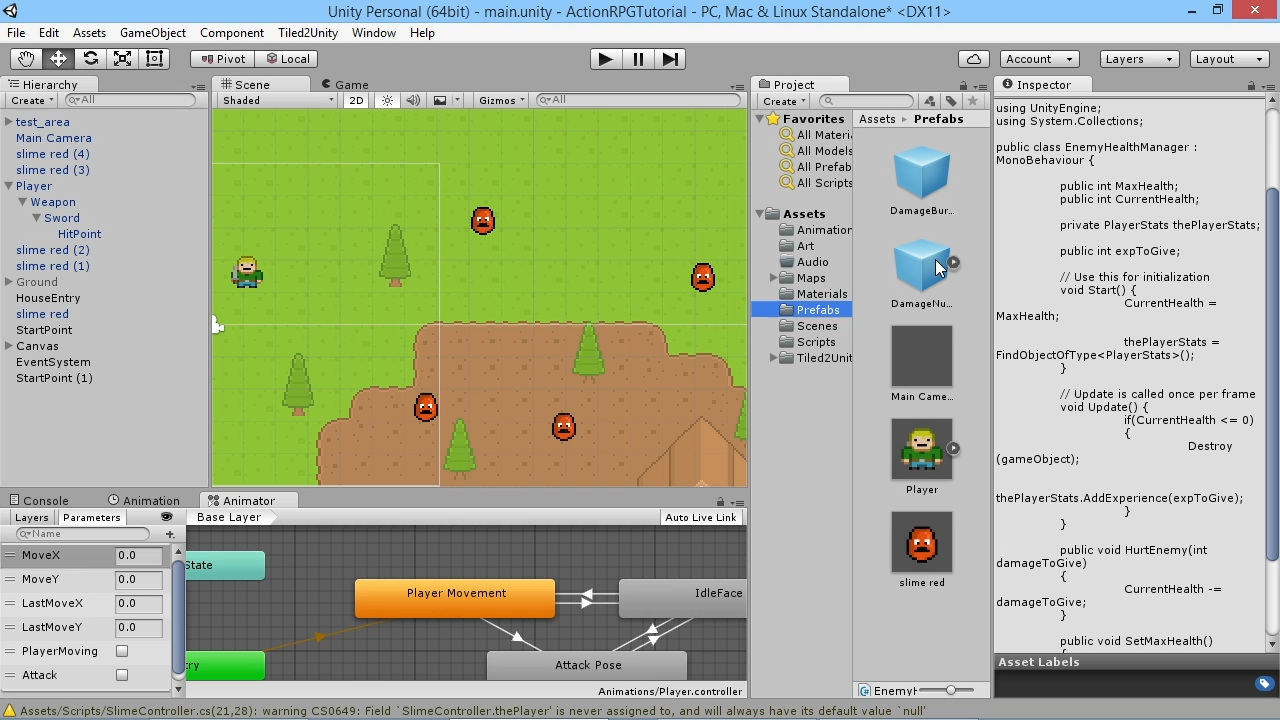 Unity Personal (64bit) - main.unity - ActionRPGTutorial - PC, Mac & Linux Standalone* <DX11>
File Edit Assets GameObject Component Tiled2Unity Window Help
Pivot Local Account Layers Layout
Hierarchy
Create All
test_area
Main Camera
slime red (4)
slime red (3)
Player
Weapon
Sword
HitPoint
slime red (2)
slime red (1)
Ground
HouseEntry
slime red
StartPoint
Canvas
EventSystem
StartPoint (1)
Scene Game
Shaded 2D Gizmos All
Console Animation Animator
Layers Parameters Base Layer Auto Live Link
Name
MoveX 0.0
MoveY 0.0
LastMoveX 0.0
LastMoveY 0.0
PlayerMoving
Attack
State
Player Movement
IdleFace
ry
Attack Pose
Animations/Player.controller
Project
Create
Favorites
All Materi
All Models
All Prefab
All Scripts
Assets
Animation
Art
Audio
Maps
Materials
Prefabs
Scenes
Scripts
Tiled2Unit
Assets Prefabs
DamageBur...
DamageNu...
Main Came...
Player
slime red
EnemyH
Inspector
using UnityEngine;
using System.Collections;
public class EnemyHealthManager :
MonoBehaviour {
public int MaxHealth;
public int CurrentHealth;
private PlayerStats thePlayerStats;
public int expToGive;
// Use this for initialization
void Start() {
CurrentHealth =
MaxHealth;
thePlayerStats =
FindObjectOfType<PlayerStats>();
}
// Update is called once per frame
void Update() {
if(CurrentHealth <= 0)
{
Destroy
(gameObject);
thePlayerStats.AddExperience(expToGive);
}
}
public void HurtEnemy(int
damageToGive)
{
CurrentHealth -=
damageToGive;
}
public void SetMaxHealth()
{
Asset Labels
Assets/Scripts/SlimeController.cs(21,28): warning CS0649: Field `SlimeController.thePlayer' is never assigned to, and will always have its default value `null'